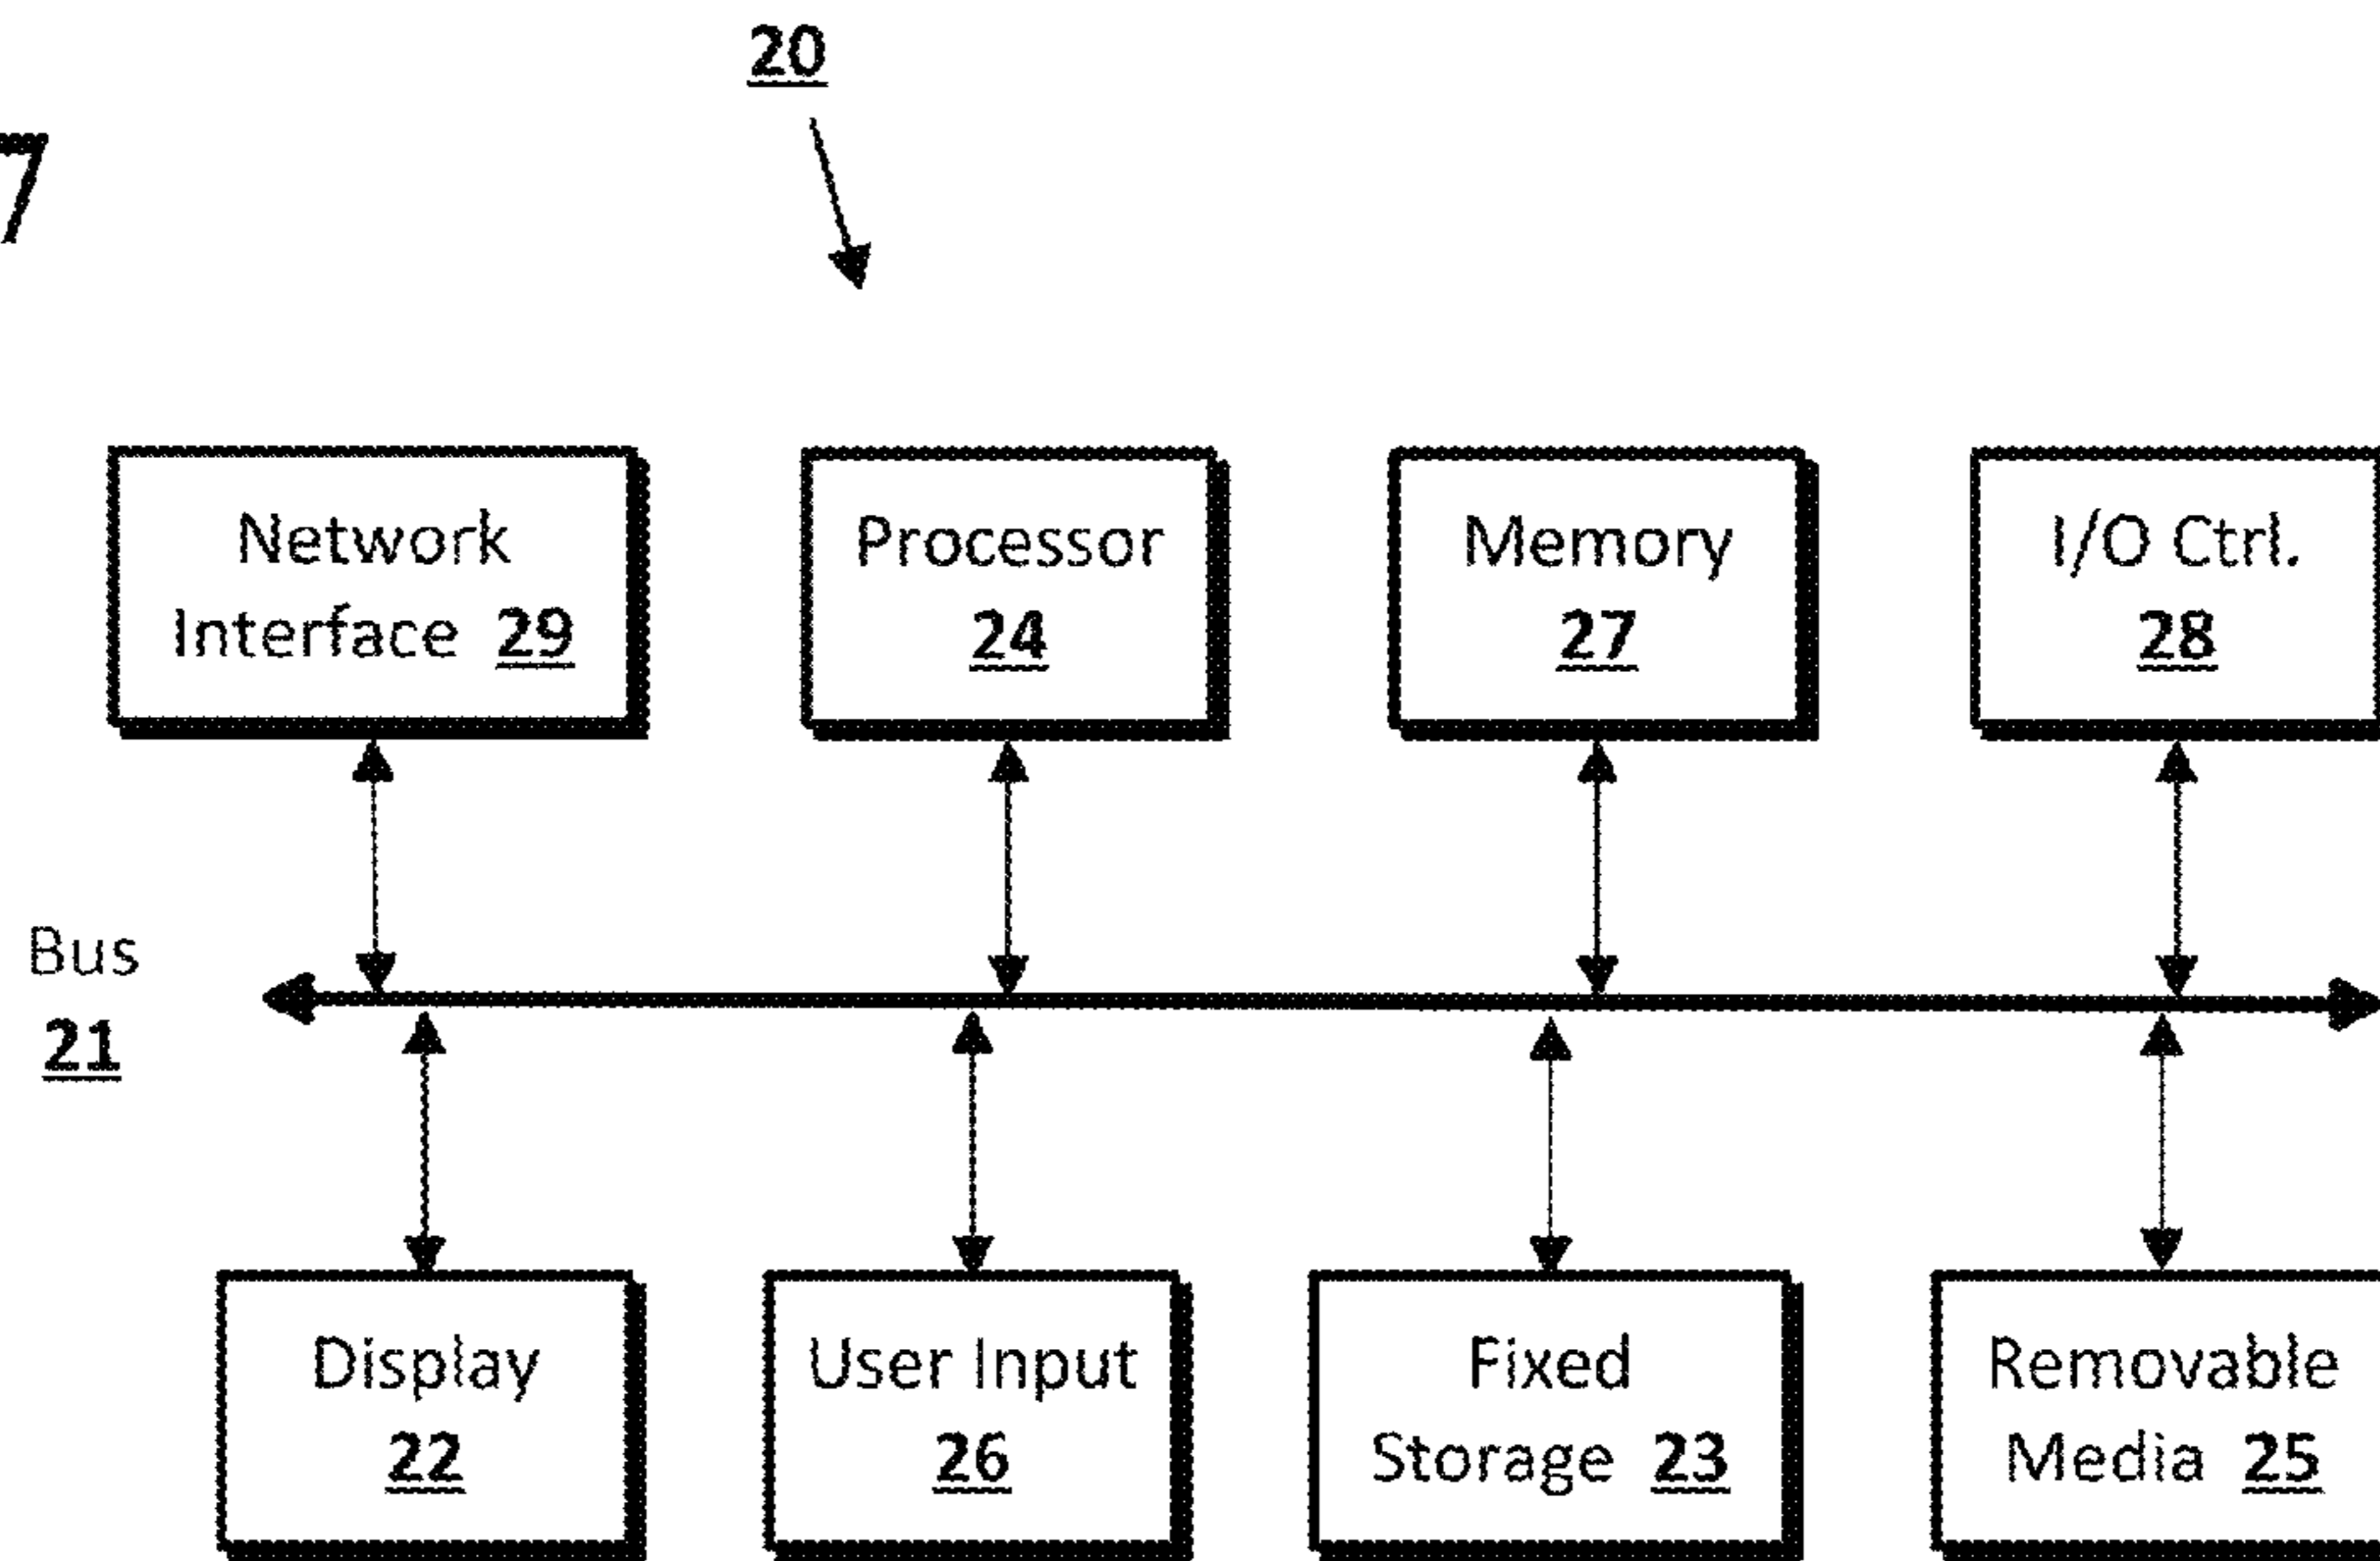 20
7
Network
Interface 29
Processor
24
Memory
27
I/O Ctrl.
28
Bus
21
Display
22
User Input
26
Fixed
Storage 23
Removable
Media 25